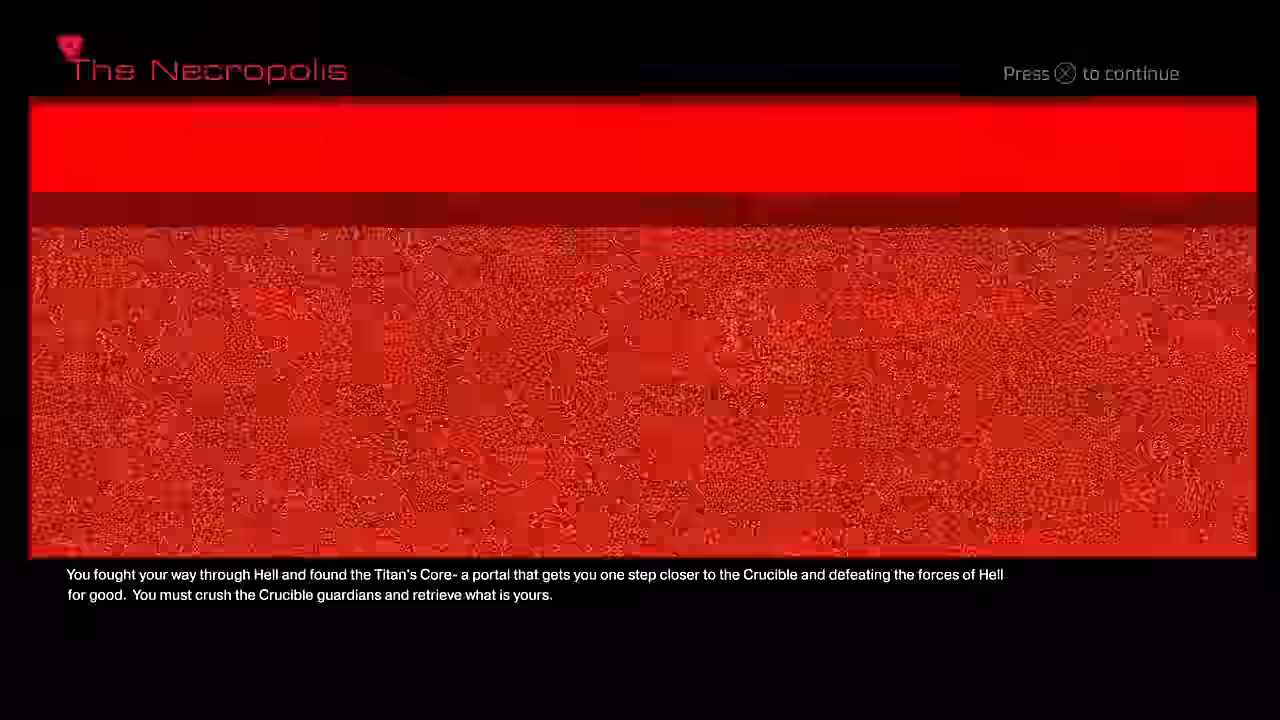 The Necropolis
Press ⓧ to continue
You fought your way through Hell and found the Titan's Core- a portal that gets you one step closer to the Crucible and defeating the forces of Hell
for good.  You must crush the Crucible guardians and retrieve what is yours.